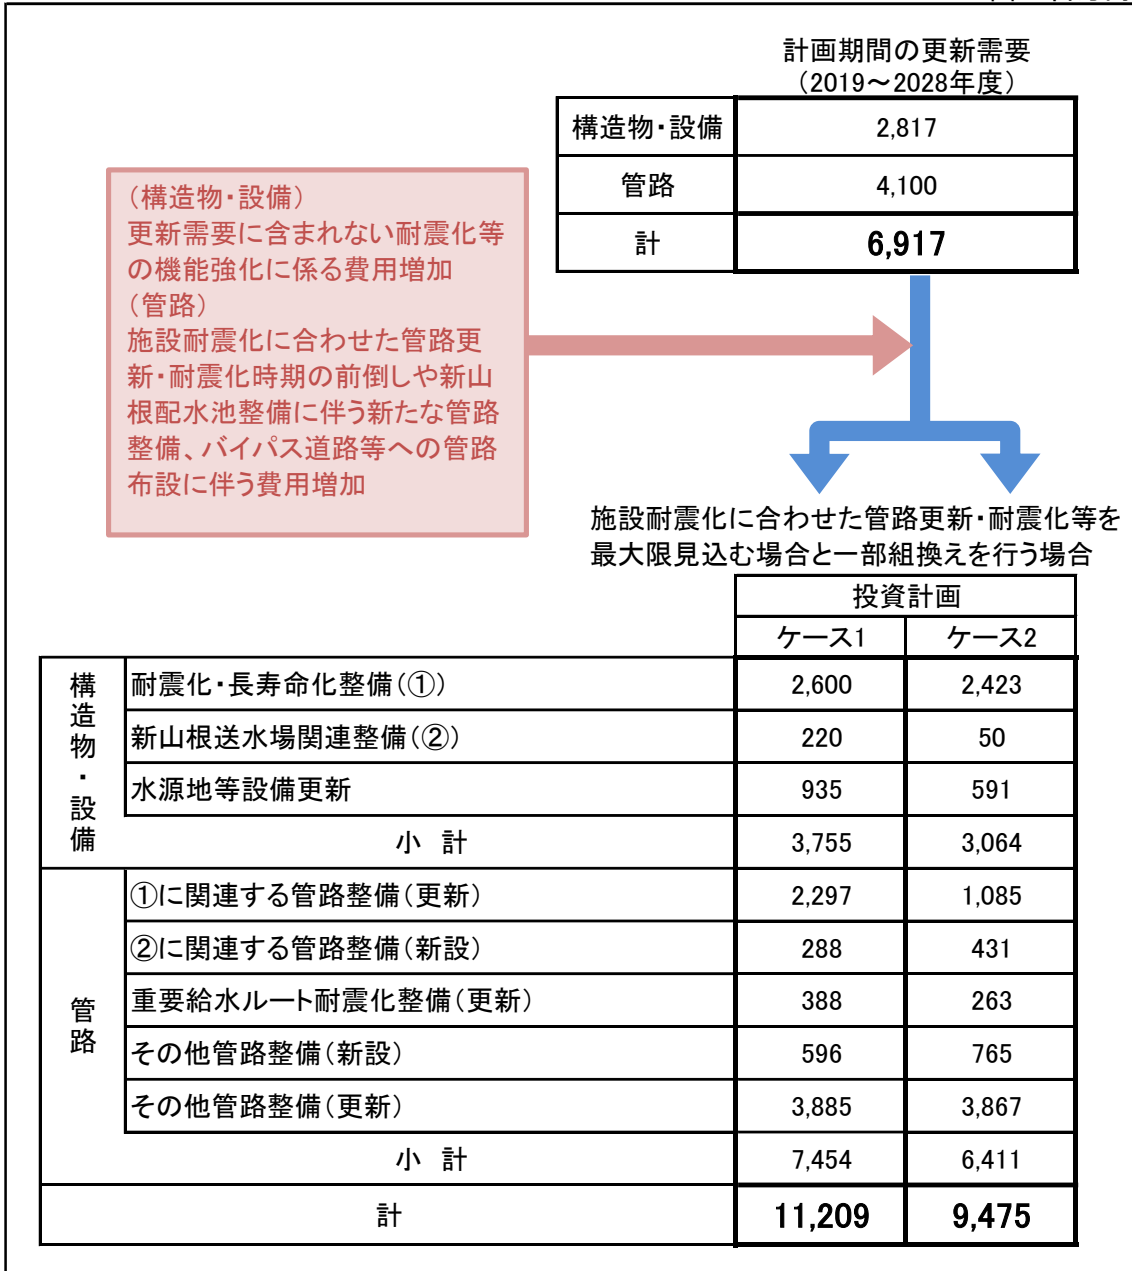 計画期間の更新需要
（2019～2028年度）
構造物・設備 2,817
管路 4,100
計 6,917
（構造物・設備）
更新需要に含まれない耐震化等
の機能強化に係る費用増加
（管路）
施設耐震化に合わせた管路更
新・耐震化時期の前倒しや新山
根配水池整備に伴う新たな管路
整備、バイパス道路等への管路
布設に伴う費用増加
施設耐震化に合わせた管路更新・耐震化等を
最大限見込む場合と一部組換えを行う場合
投資計画
ケース1 ケース2
構造物・設備
耐震化・長寿命化整備（①） 2,600 2,423
新山根送水場関連整備（②） 220 50
水源地等設備更新 935 591
小 計 3,755 3,064
管路
①に関連する管路整備（更新） 2,297 1,085
②に関連する管路整備（新設） 288 431
重要給水ルート耐震化整備（更新） 388 263
その他管路整備（新設） 596 765
その他管路整備（更新） 3,885 3,867
小 計 7,454 6,411
計 11,209 9,475